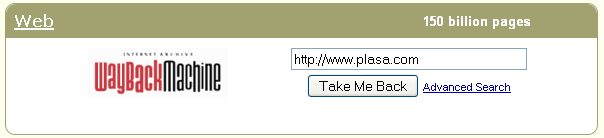 Web 150 billion pages
INTERNET ARCHIVE
WayBackMachine
http://www.plasa.com
Take Me Back Advanced Search